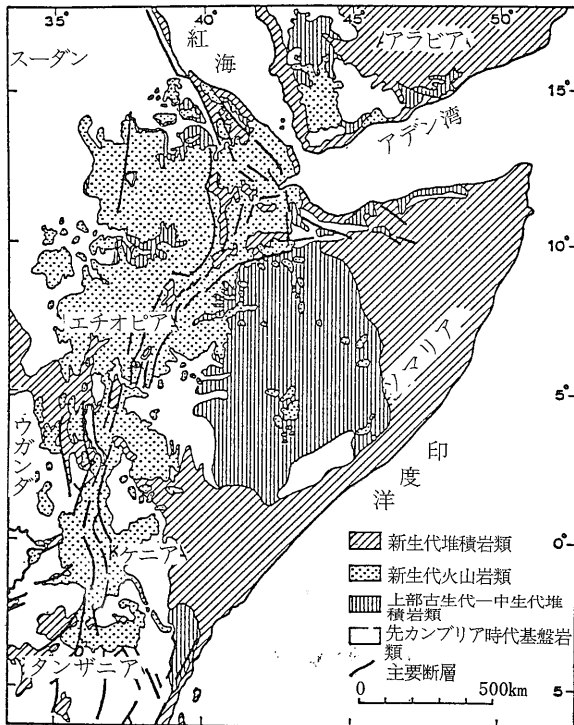 35° 40° 45° 50°
スーダン
紅
海
アラビア
15°
アデン湾
10°
エチオピア
ソマリア
5°
ウガンダ
印
度
洋
新生代堆積岩類
0°
ケニア
新生代火山岩類
上部古生代—中生代堆
積岩類
先カンブリア時代基盤岩
類
タンザニア
主要断層
0 500km
5°
35° 40° 45° 50°